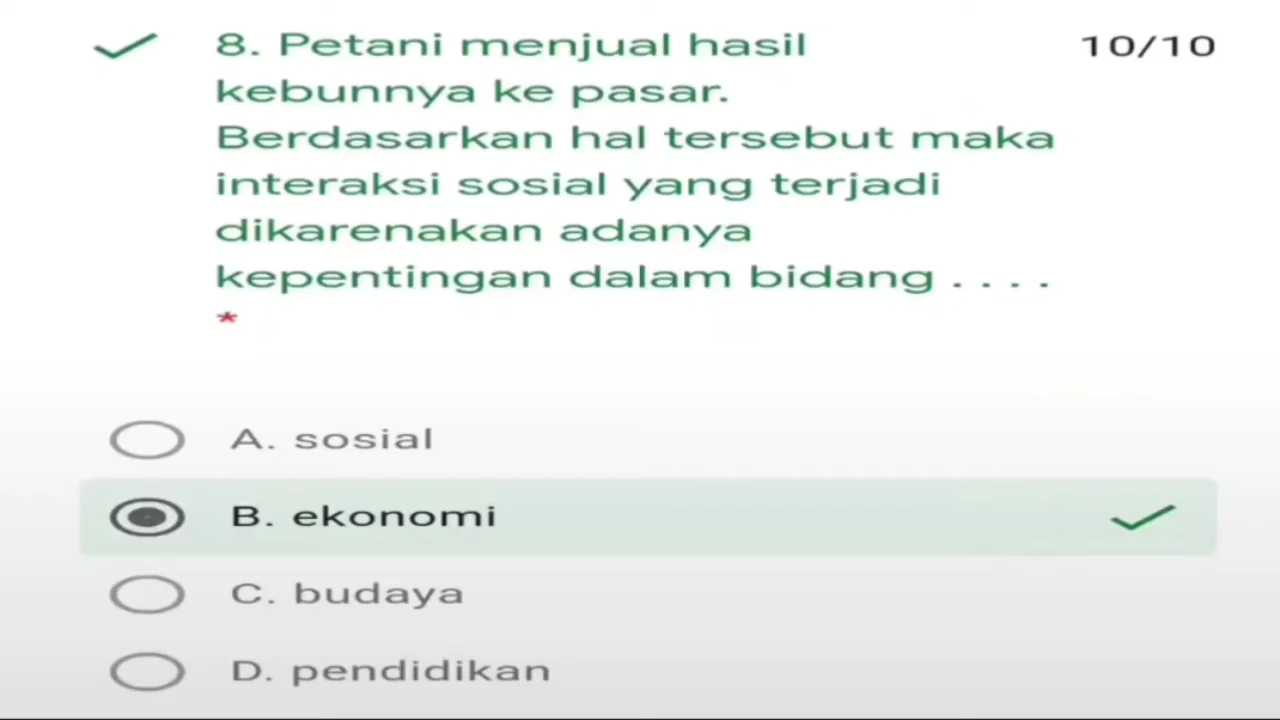 8. Petani menjual hasil 10/10
kebunnya ke pasar.
Berdasarkan hal tersebut maka
interaksi sosial yang terjadi
dikarenakan adanya
kepentingan dalam bidang . . . .
*
A. sosial
B. ekonomi
C. budaya
D. pendidikan